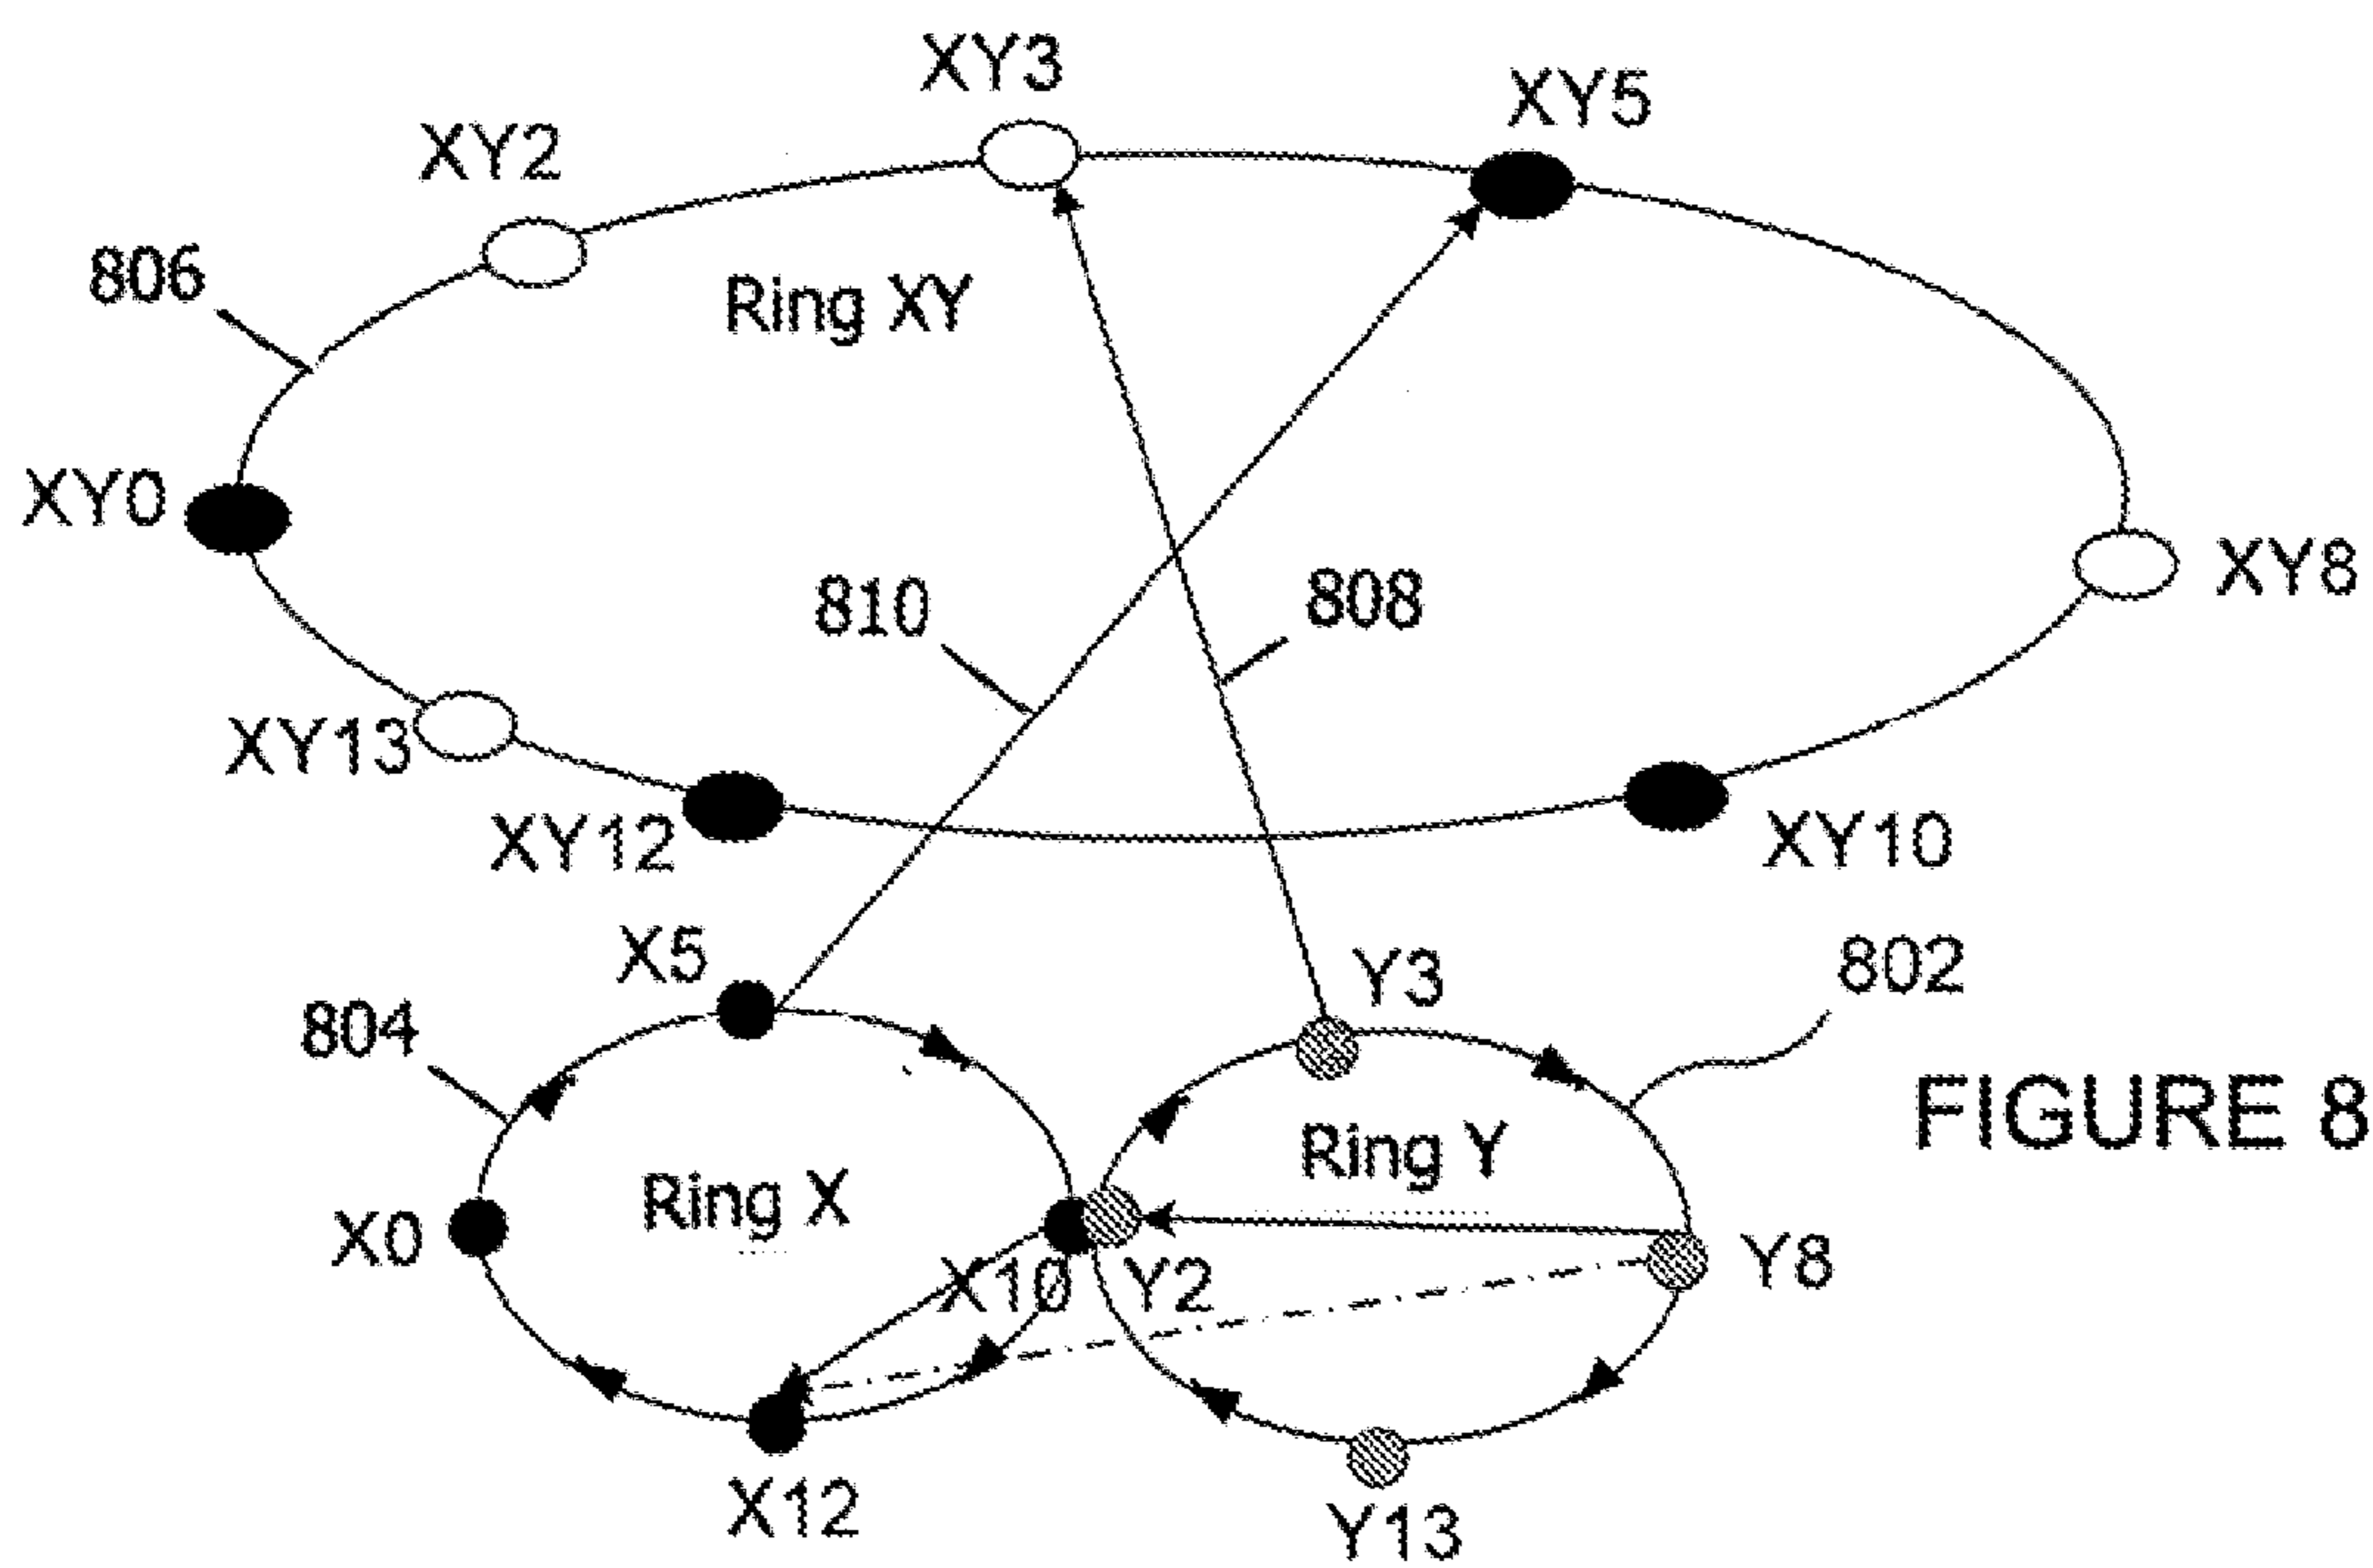 XY3
XY5
XY2
806
Ring XY
XY0
810
808
XY8
XY13
XY12
XY10
X5
Y3
802
804
FIGURE 8
Ring Y
Ring X
X0
X10
Y2
Y8
X12
Y13